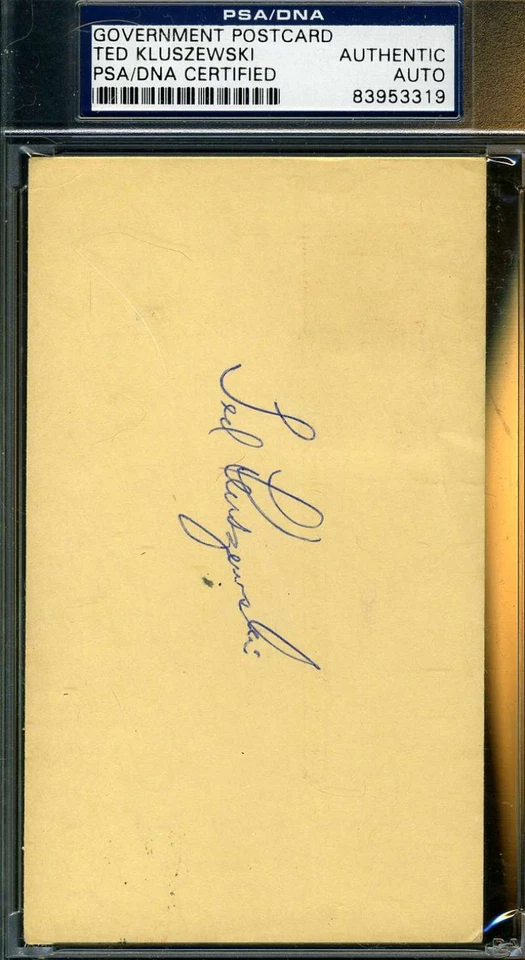 PSA/DNA
GOVERNMENT POSTCARD
TED KLUSZEWSKI AUTHENTIC
PSA/DNA CERTIFIED AUTO
83953319
Ted Kluszewski